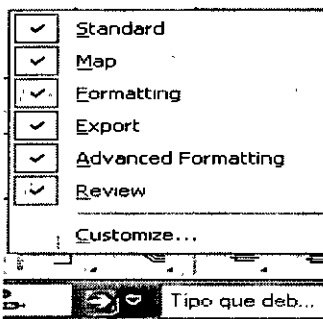 Standard
Map
Formatting
Export
Advanced Formatting
Review
Customize...
Tipo que deb...